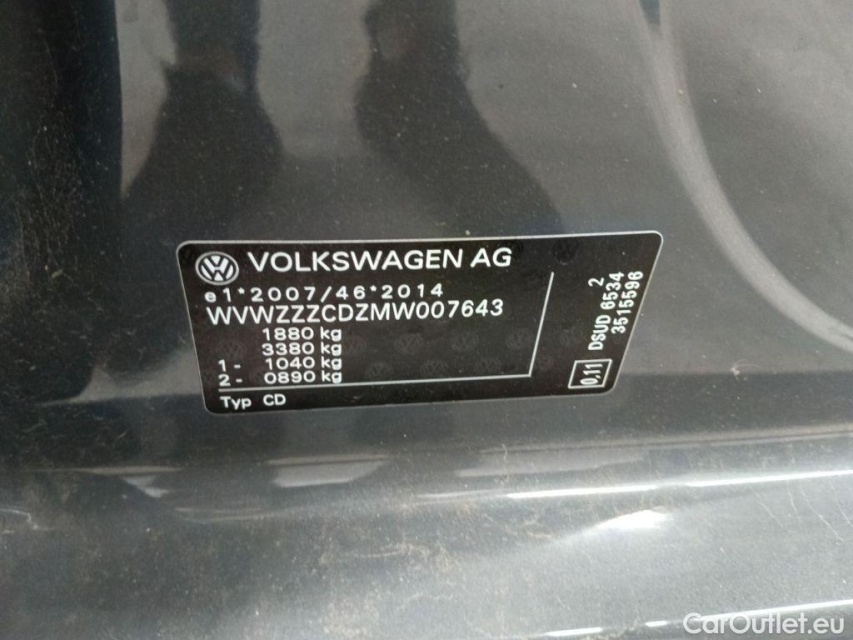 VOLKSWAGEN AG
e1*2007/46*2014
WVWZZZCDZMW007643
1880 kg
3380 kg
1- 1040 kg
2- 0890 kg
Typ CD
2
DSUD 6534
3515596
0.11
CarOutlet.eu